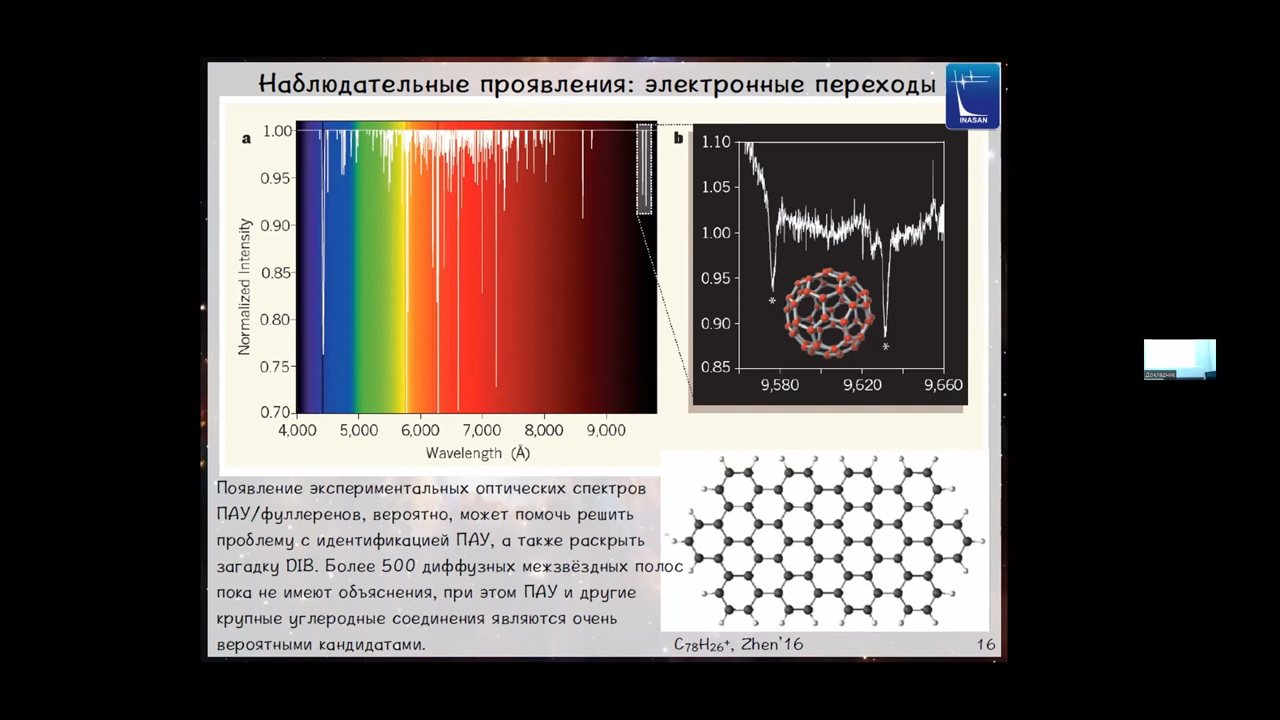 Наблюдательные проявления: электронные переходы
INASAN
a
1.00
0.95
0.90
0.85
0.80
0.75
0.70
Normalized Intensity
4,000 5,000 6,000 7,000 8,000 9,000
Wavelength (Å)
b
1.10
1.05
1.00
0.95
0.90
0.85
*
*
9,580 9,620 9,660
Появление экспериментальных оптических спектров
ПАУ/фуллеренов, вероятно, может помочь решить
проблему с идентификацией ПАУ, а также раскрыть
загадку DIB. Более 500 диффузных межзвёздных полос
пока не имеют объяснения, при этом ПАУ и другие
крупные углеродные соединения являются очень
вероятными кандидатами.
C₇₈H₂₆⁺, Zhen'16
16
Докладчик